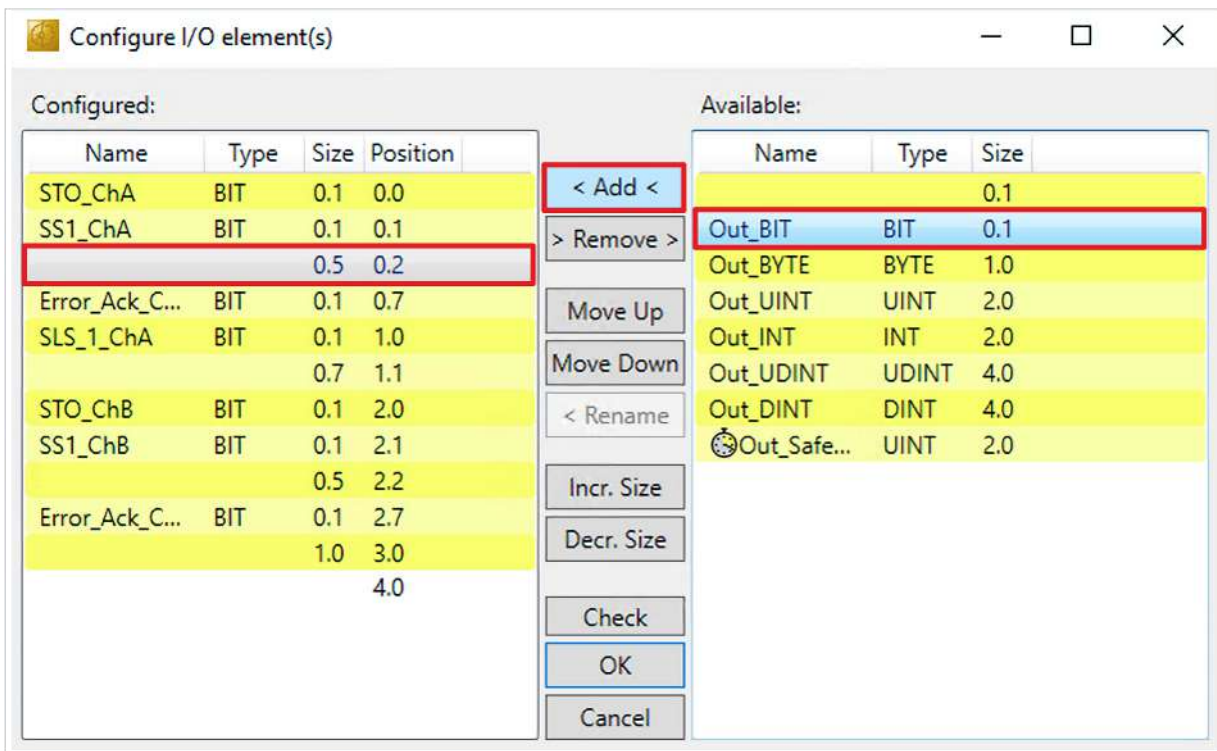 Configure I/O element(s)
Configured:
Name Type Size Position
STO_ChA BIT 0.1 0.0
SS1_ChA BIT 0.1 0.1
0.5 0.2
Error_Ack_C... BIT 0.1 0.7
SLS_1_ChA BIT 0.1 1.0
0.7 1.1
STO_ChB BIT 0.1 2.0
SS1_ChB BIT 0.1 2.1
0.5 2.2
Error_Ack_C... BIT 0.1 2.7
1.0 3.0
4.0
< Add <
> Remove >
Move Up
Move Down
< Rename
Incr. Size
Decr. Size
Check
OK
Cancel
Available:
Name Type Size
0.1
Out_BIT BIT 0.1
Out_BYTE BYTE 1.0
Out_UINT UINT 2.0
Out_INT INT 2.0
Out_UDINT UDINT 4.0
Out_DINT DINT 4.0
Out_Safe... UINT 2.0